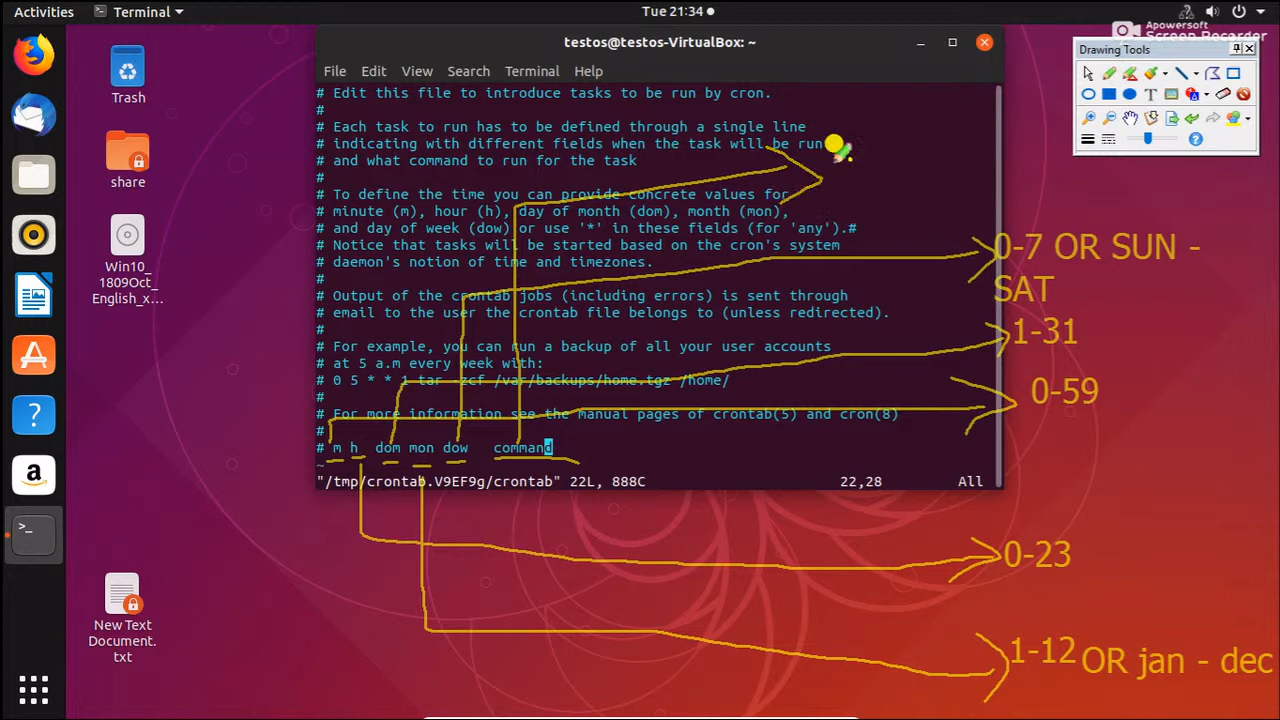 Activities
Terminal
Tue 21:34
Apowersoft
Screen Recorder
Trash
share
Win10_
1809Oct_
English_x...
New Text
Document.
txt
testos@testos-VirtualBox: ~
File Edit View Search Terminal Help
# Edit this file to introduce tasks to be run by cron.
#
# Each task to run has to be defined through a single line
# indicating with different fields when the task will be run
# and what command to run for the task
#
# To define the time you can provide concrete values for
# minute (m), hour (h), day of month (dom), month (mon),
# and day of week (dow) or use '*' in these fields (for 'any').#
# Notice that tasks will be started based on the cron's system
# daemon's notion of time and timezones.
#
# Output of the crontab jobs (including errors) is sent through
# email to the user the crontab file belongs to (unless redirected).
#
# For example, you can run a backup of all your user accounts
# at 5 a.m every week with:
# 0 5 * * 1 tar -zcf /var/backups/home.tgz /home/
#
# For more information see the manual pages of crontab(5) and cron(8)
#
# m h  dom mon dow   command
~
"/tmp/crontab.V9EF9g/crontab" 22L, 888C 22,28 All
Drawing Tools
0-7 OR SUN -
SAT
1-31
0-59
0-23
1-12 OR jan - dec